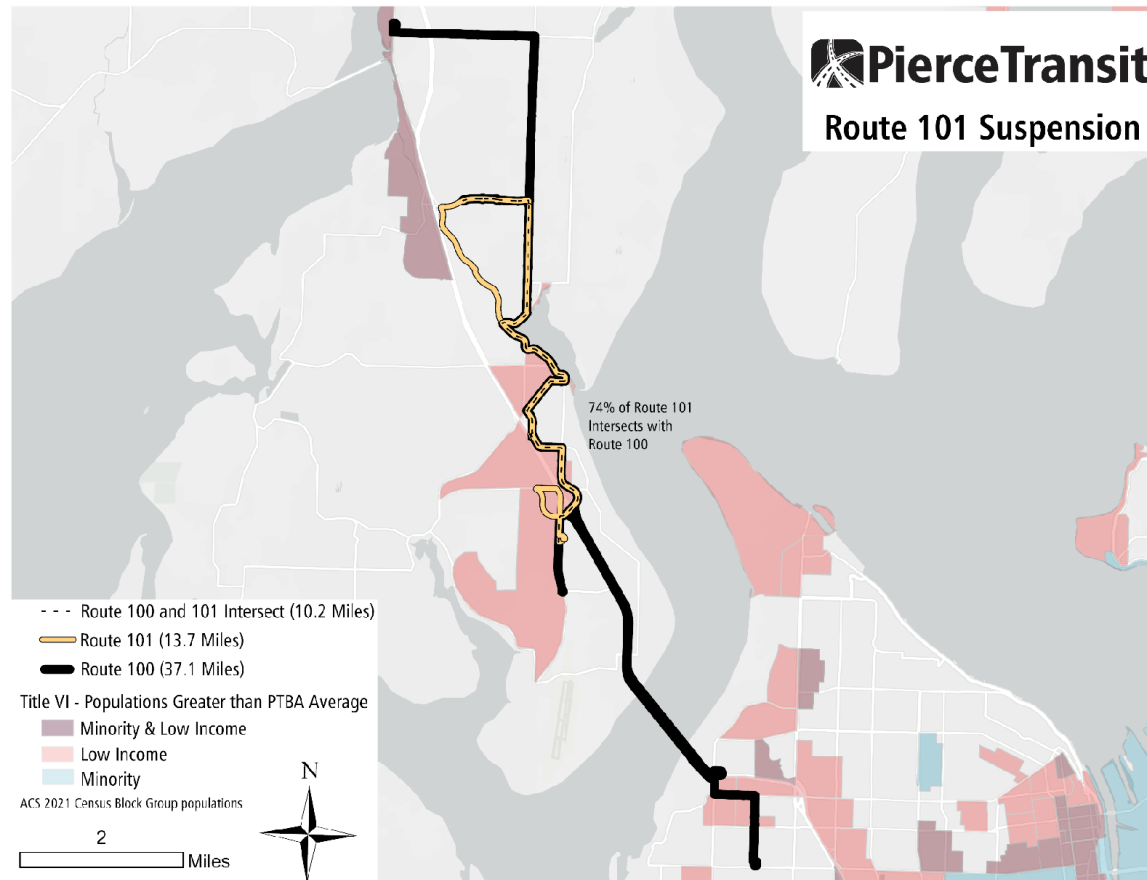 PierceTransit
Route 101 Suspension
74% of Route 101
Intersects with
Route 100
Route 100 and 101 Intersect (10.2 Miles)
Route 101 (13.7 Miles)
Route 100 (37.1 Miles)
Title VI - Populations Greater than PTBA Average
Minority & Low Income
Low Income
Minority
ACS 2021 Census Block Group populations
N
2
Miles